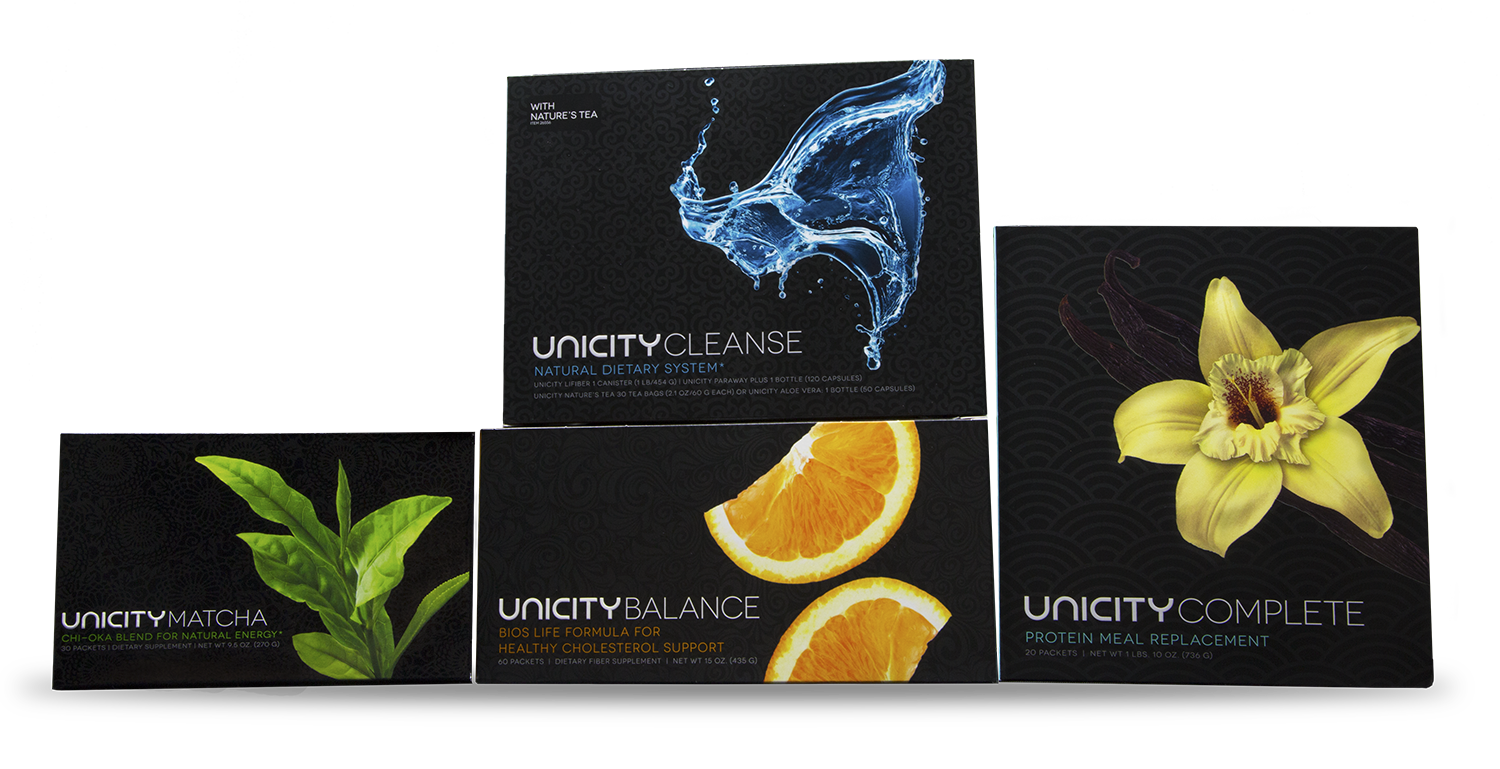 WITH
NATURE'S TEA
ITEM 26006
UNICITY CLEANSE
NATURAL DIETARY SYSTEM*
UNICITY LIFIBER 1 CANISTER (1 LB/454 G) | UNICITY PARAWAY PLUS 1 BOTTLE (120 CAPSULES)
UNICITY NATURE'S TEA 30 TEA BAGS (2.1 OZ/60 G EACH) OR UNICITY ALOE VERA: 1 BOTTLE (50 CAPSULES)
UNICITY MATCHA
CHI-OKA BLEND FOR NATURAL ENERGY*
30 PACKETS | DIETARY SUPPLEMENT | NET WT 9.5 OZ. (270 G)
UNICITY BALANCE
BIOS LIFE FORMULA FOR
HEALTHY CHOLESTEROL SUPPORT
60 PACKETS | DIETARY FIBER SUPPLEMENT | NET WT 15 OZ. (435 G)
UNICITY COMPLETE
PROTEIN MEAL REPLACEMENT
20 PACKETS | NET WT 1 LBS. 10 OZ. (736 G)